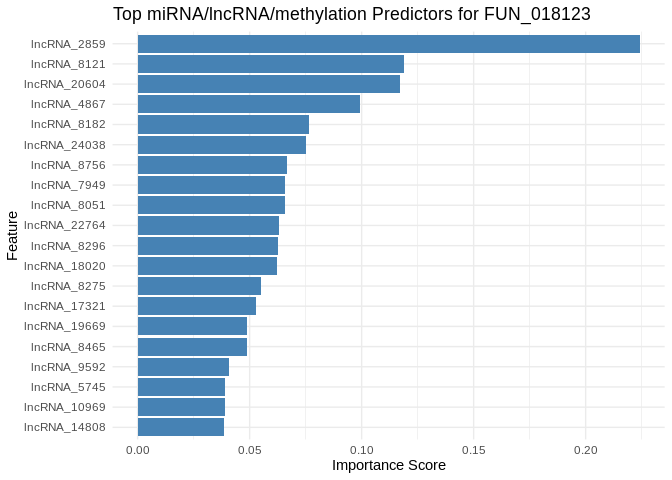 Top miRNA/lncRNA/methylation Predictors for FUN_018123
lncRNA_2859
lncRNA_8121
lncRNA_20604
lncRNA_4867
lncRNA_8182
lncRNA_24038
lncRNA_8756
lncRNA_7949
lncRNA_8051
lncRNA_22764
lncRNA_8296
lncRNA_18020
lncRNA_8275
lncRNA_17321
lncRNA_19669
lncRNA_8465
lncRNA_9592
lncRNA_5745
lncRNA_10969
lncRNA_14808
Feature
0.00 0.05 0.10 0.15 0.20
Importance Score